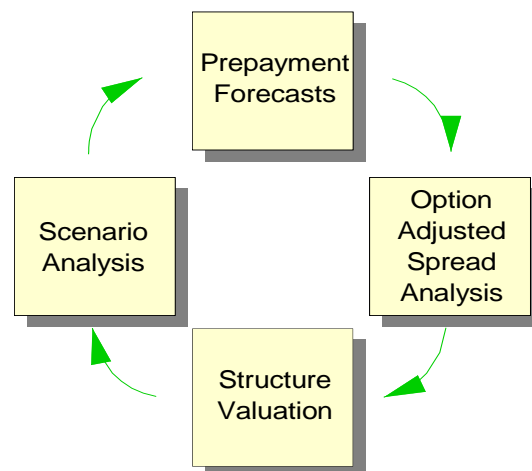 Prepayment
Forecasts
Option
Adjusted
Spread
Analysis
Scenario
Analysis
Structure
Valuation